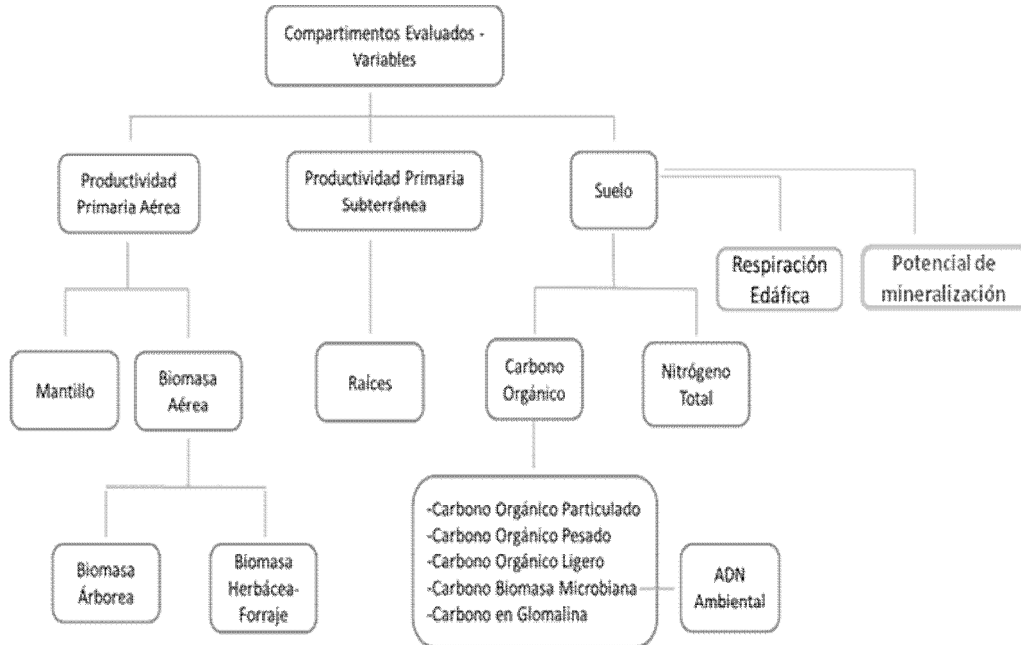 Compartimentos Evaluados -
Variables
Productividad
Primaria Aérea
Productividad Primaria
Subterránea
Suelo
Respiración
Edáfica
Potencial de
mineralización
Mantillo
Biomasa
Aérea
Raíces
Carbono
Orgánico
Nitrógeno
Total
Biomasa
Árborea
Biomasa
Herbácea-
Forraje
-Carbono Orgánico Particulado
-Carbono Orgánico Pesado
-Carbono Orgánico Ligero
-Carbono Biomasa Microbiana
-Carbono en Glomalina
ADN
Ambiental